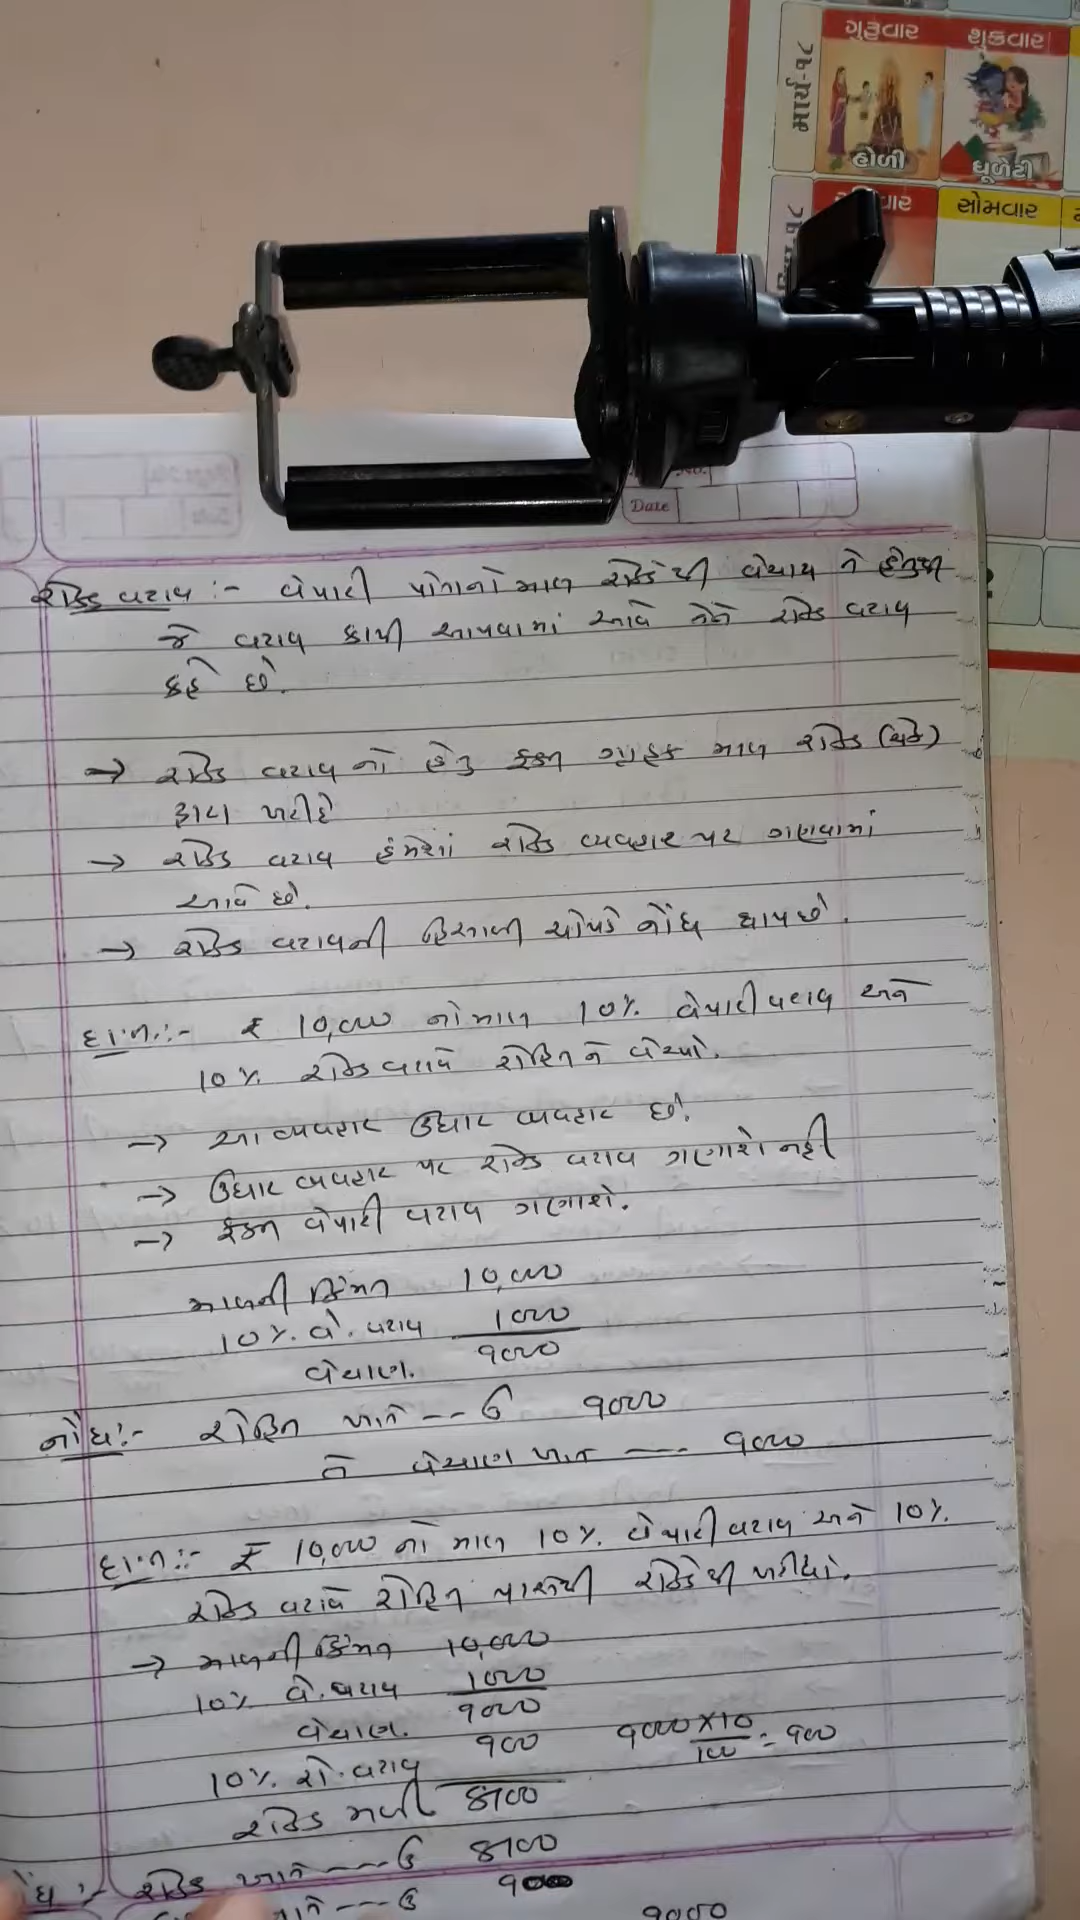 ગુરુવાર
શુક્રવાર
હોળી
ધૂળેટી
વાર
સોમવાર
Date
રોકડ વટાવ :- વેપારી પોતાનો માલ રોકડેથી વેચાય તે હેતુથી
જે વટાવ કાપી આપવામાં આવે તેને રોકડ વટાવ
કહે છે.
→ રોકડ વટાવ નો હેતુ ફક્ત ગ્રાહક માલ રોકડ (ચેક)
દ્વારા ખરીદે
→ રોકડ વટાવ હંમેશાં રોકડ વ્યવહાર પર ગણવામાં
આવે છે.
→ રોકડ વટાવની હિસાબી ચોપડે નોંધ થાય છે.
દા.ત.:- ₹ 10,000 નો માલ 10% વેપારી વટાવ અને
10% રોકડ વટાવે રોહિત ને વેચ્યો.
→ આ વ્યવહાર ઉધાર વ્યવહાર છે.
→ ઉધાર વ્યવહાર પર રોકડ વટાવ ગણાશે નહીં
→ ફક્ત વેપારી વટાવ ગણાશે.
માલની કિંમત 10,000
10%. વે. વટાવ 1000
વેચાણ. 9000
નોંધ:- રોહિત ખાતે --- ઉ 9000
તે વેચાણ ખાતે ---- 9000
દા.ત.:- ₹ 10,000 નો માલ 10%. વેપારી વટાવ અને 10%.
રોકડ વટાવે રોહિત પાસેથી રોકડેથી ખરીદ્યો.
→ માલની કિંમત 10,000
10% વે. વટાવ 1000
વેચાણ. 9000
10%. રો. વટાવ 900 9000 X 10 / 100 = 900
રોકડ મળી 8100
રોકડ ખાતે ---- ઉ 8100
ખાતે --- ઉ 900
9000